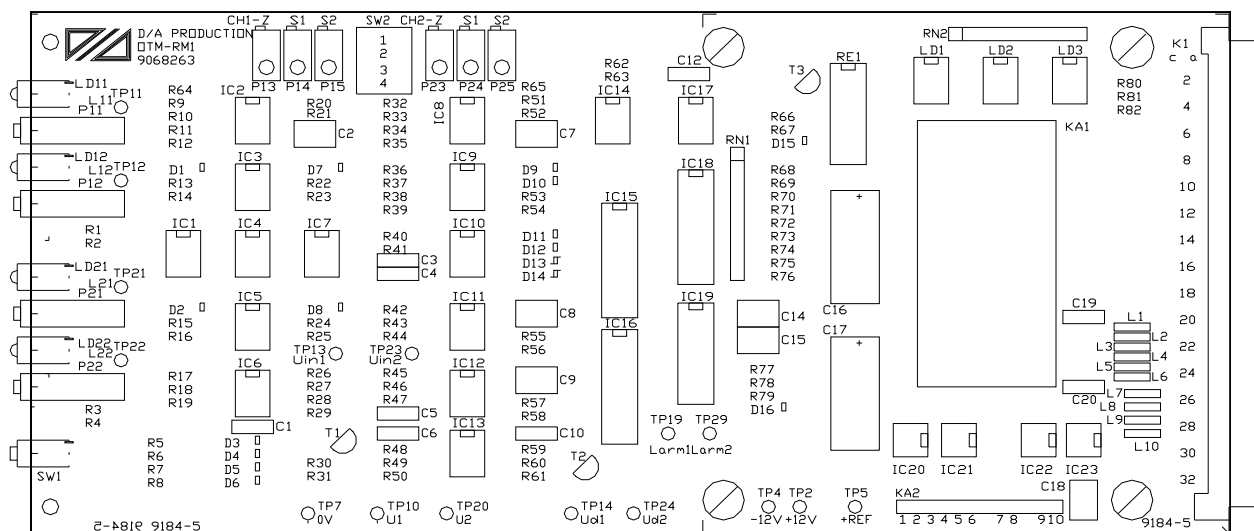 D/A PRODUCTION
OTM-RM1
9068263
CH1-Z S1 S2 SW2 CH2-Z S1 S2
1
2
3
4
P13 P14 P15 P23 P24 P25
RN2
LD1 LD2 LD3
K1
c a
LD11
L11
TP11
P11
LD12
L12
TP12
P12
R1
R2
LD21
L21
TP21
P21
LD22
L22
TP22
P22
R3
R4
SW1
R64
R9
R10
R11
R12
D1
R13
R14
IC1
D2
R15
R16
R17
R18
R19
R5
R6
R7
R8
IC2
IC3
IC4
IC5
IC6
C1
D3
D4
D5
D6
R20
R21
C2
D7
R22
R23
IC7
D8
R24
R25
TP13
Uin1
R26
R27
R28
R29
T1
R30
R31
R32
R33
R34
R35
R36
R37
R38
R39
R40
R41
C3
C4
R42
R43
R44
TP23
Uin2
R45
R46
R47
C5
C6
R48
R49
R50
IC8
IC9
IC10
IC11
IC12
IC13
R65
R51
R52
C7
D9
D10
R53
R54
D11
D12
D13
D14
C8
R55
R56
C9
R57
R58
C10
R59
R60
R61
T2
R62
R63
IC14
IC15
IC16
C12
IC17
IC18
IC19
RN1
TP19 TP29
Larm1 Larm2
T3
R66
R67
D15
R68
R69
R70
R71
R72
R73
R74
R75
R76
C14
C15
R77
R78
R79
D16
RE1
C16
C17
KA1
R80
R81
R82
2
4
6
8
10
12
14
16
18
20
22
24
26
28
30
32
C19
C20
L1
L2
L3
L4
L5
L6
L7
L8
L9
L10
IC20 IC21 IC22 IC23
KA2
1 2 3 4 5 6 7 8 9 10
C18
TP7
0V
TP10
U1
TP20
U2
TP14
Ud1
TP24
Ud2
TP4
-12V
TP2
+12V
TP5
+REF
9184-5 9184-5
9184-5